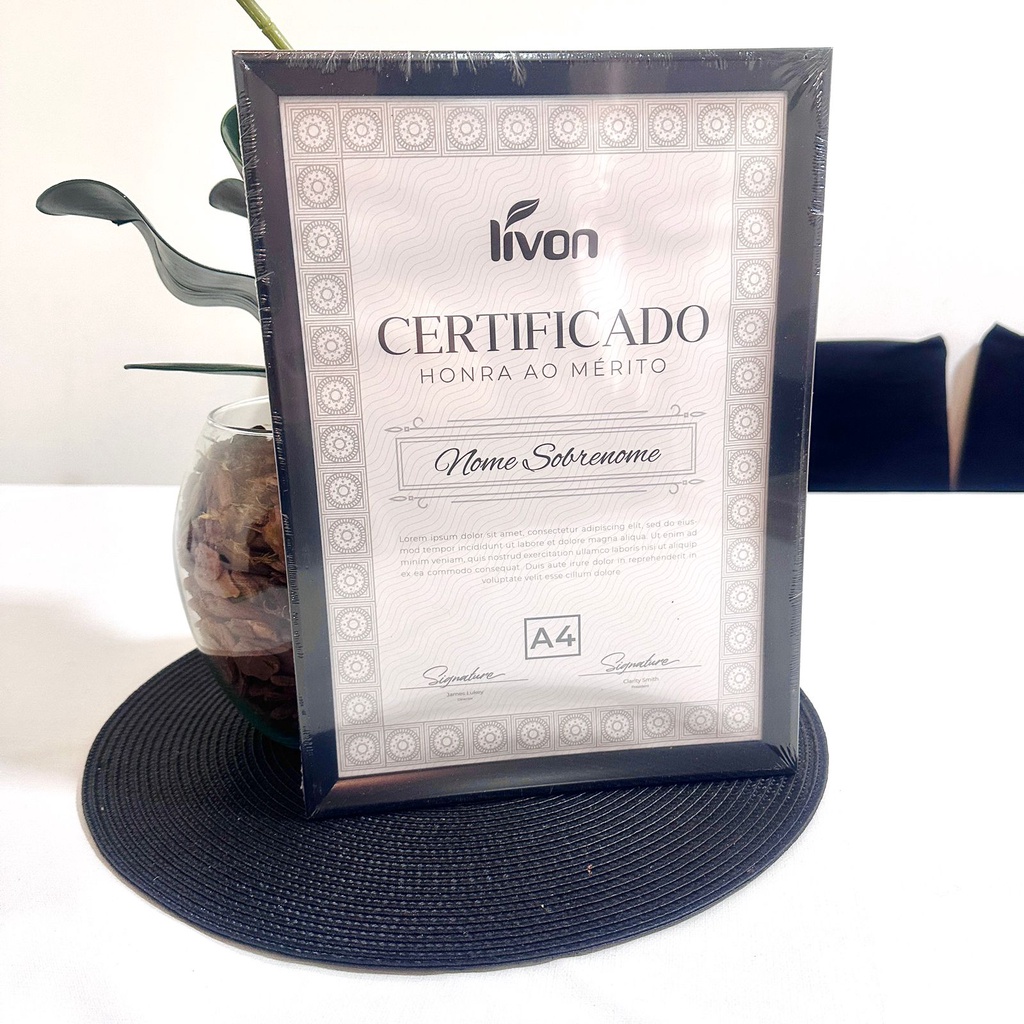 livon
CERTIFICADO
HONRA AO MÉRITO
Nome Sobrenome
Lorem ipsum dolor sit amet, consectetur adipiscing elit, sed do eius-
mod tempor incididunt ut labore et dolore magna aliqua. Ut enim ad
minim veniam, quis nostrud exercitation ullamco laboris nisi ut aliquip
ex ea commodo consequat. Duis aute irure dolor in reprehenderit in
voluptate velit esse cillum dolore
A4
Signature Signature
Clarity Smith
James